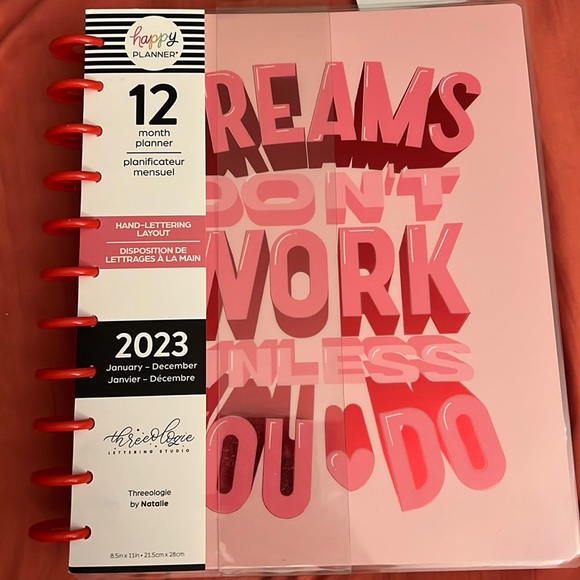 happy
PLANNER®
12
month
planner
planificateur
mensuel
HAND-LETTERING
LAYOUT
DISPOSITION DE
LETTRAGES À LA MAIN
2023
January – December
Janvier – Décembre
threeologie
LETTERING STUDIO
Threeologie
by Natalie
8.5in x 11in • 21.5cm x 28cm
REAMS
DON'T
WORK
UNLESS
YOU DO